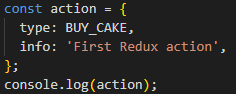 const action = {
  type: BUY_CAKE,
  info: 'First Redux action',
};
console.log(action);